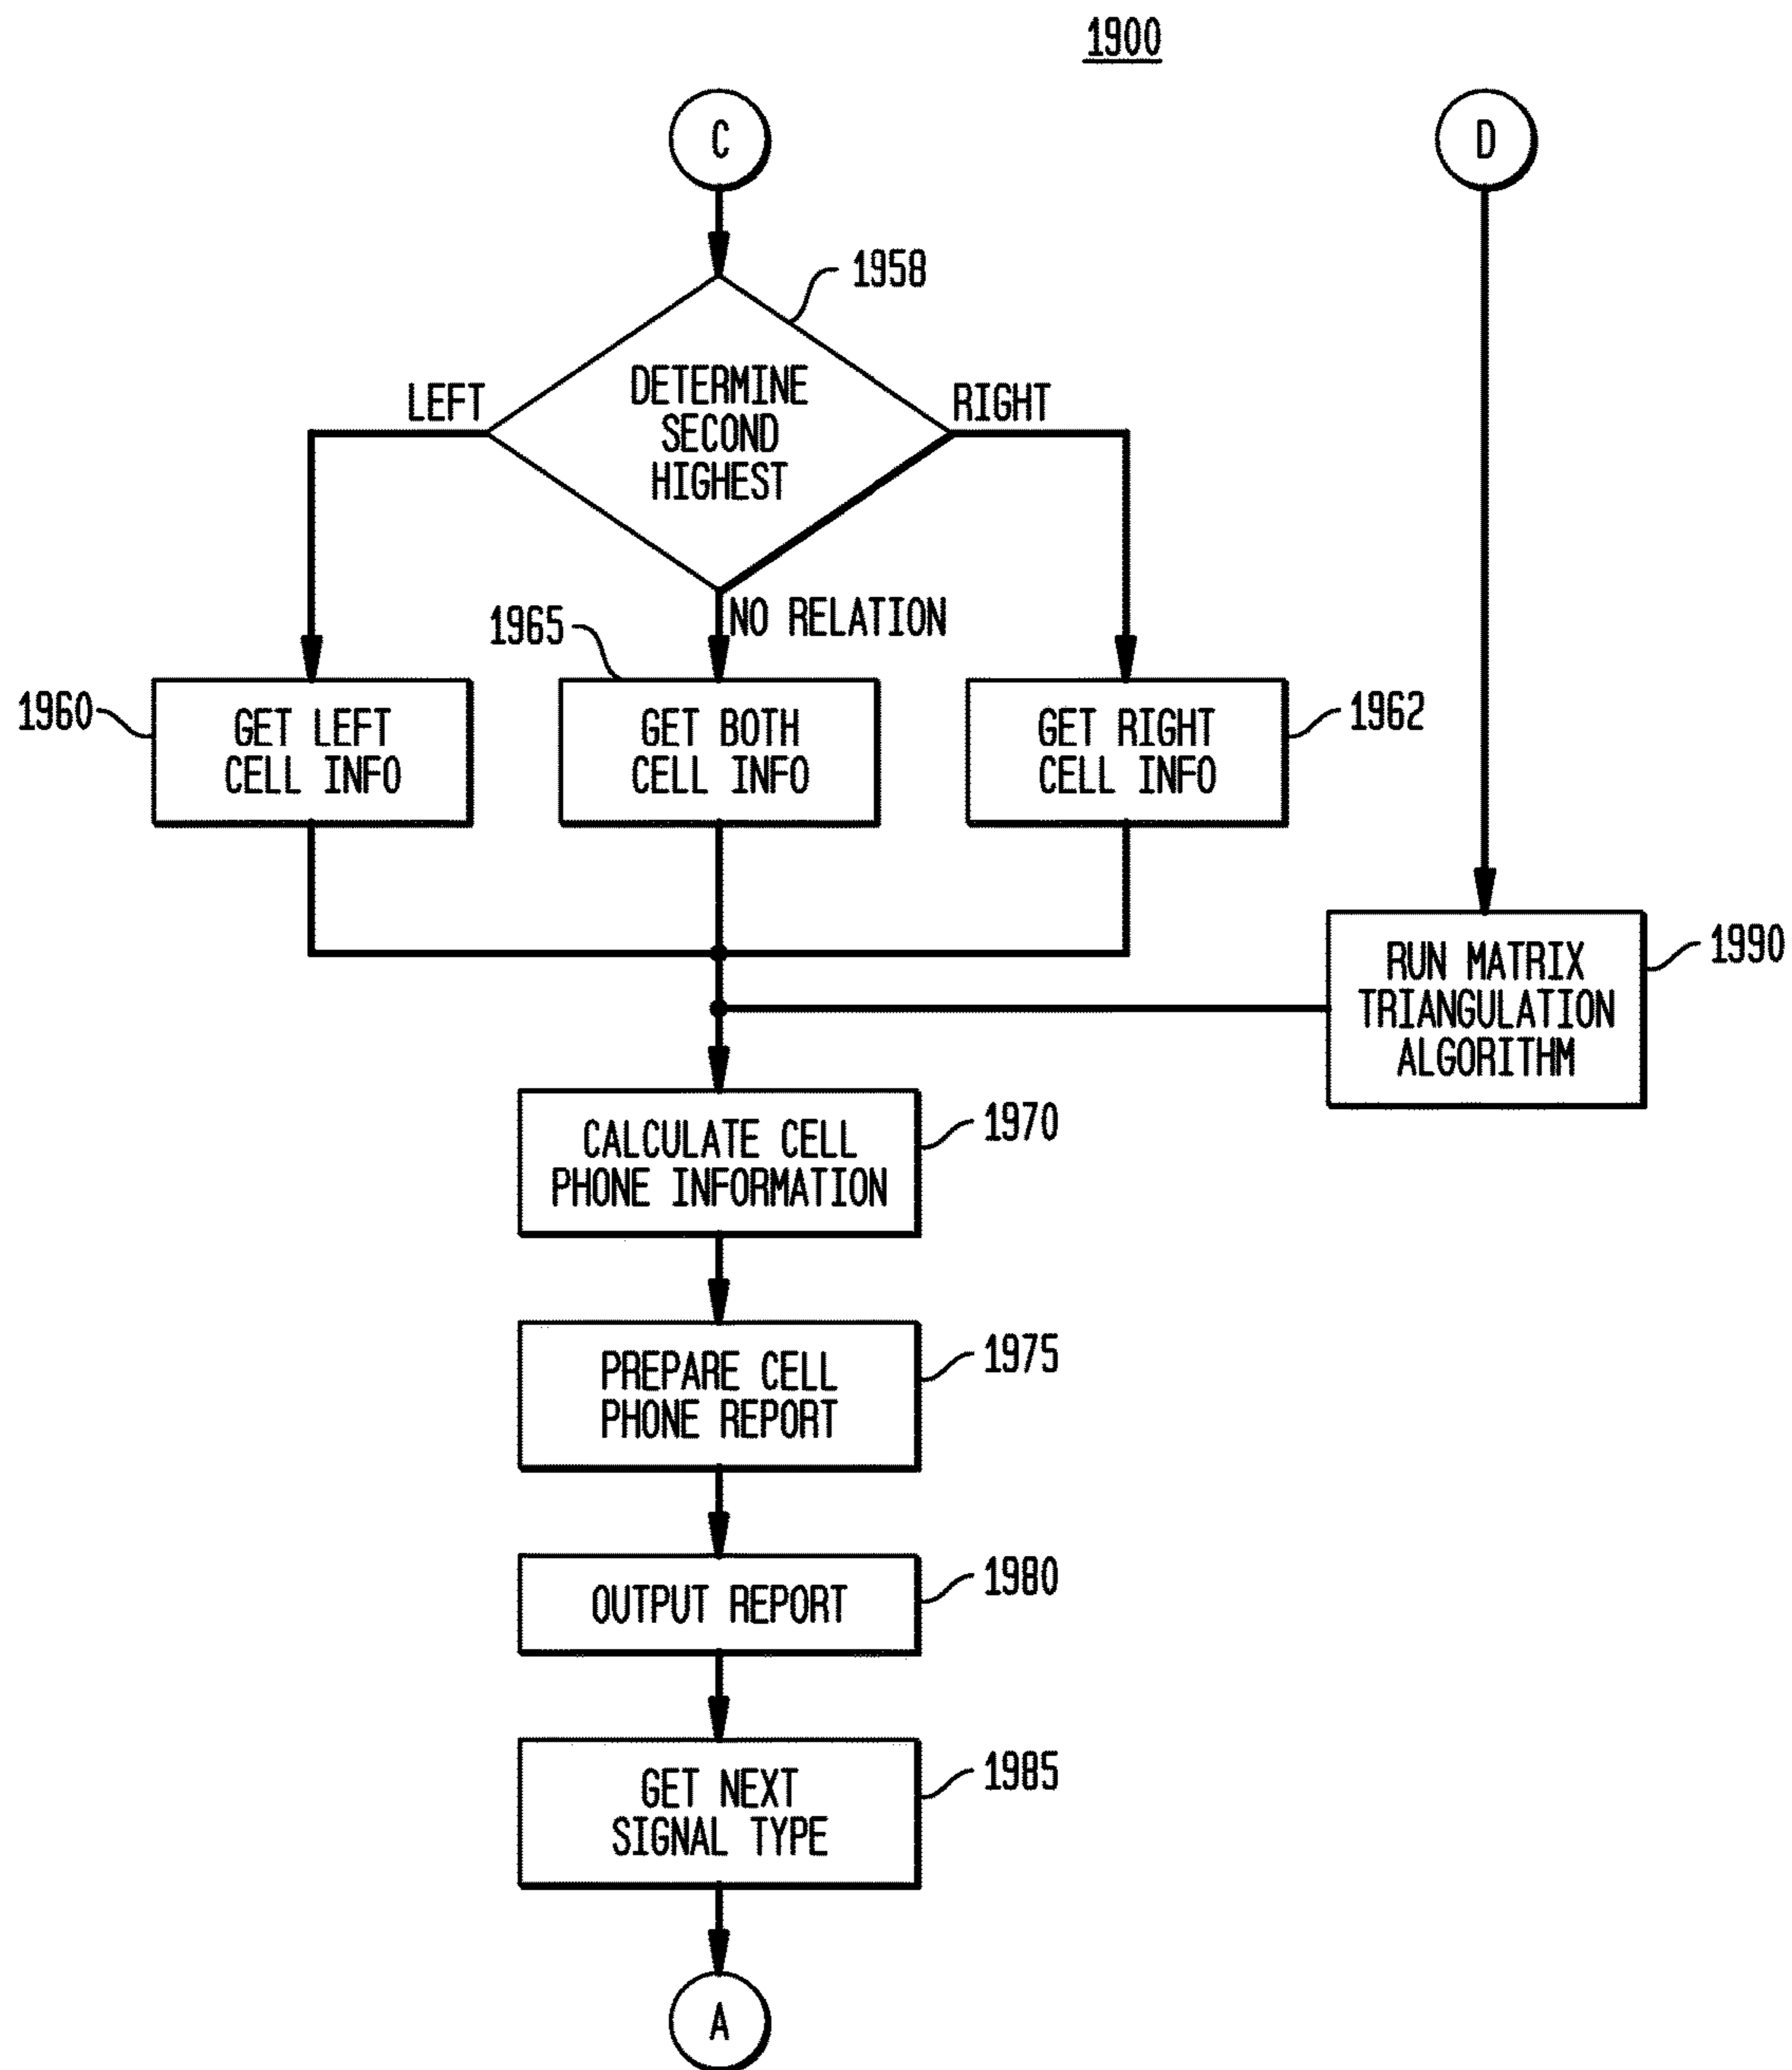 1900
C
D
1958
LEFT
DETERMINE
SECOND
HIGHEST
RIGHT
NO RELATION
1965
1960
GET LEFT
CELL INFO
GET BOTH
CELL INFO
GET RIGHT
CELL INFO
1962
RUN MATRIX
TRIANGULATION
ALGORITHM
1990
CALCULATE CELL
PHONE INFORMATION
1970
PREPARE CELL
PHONE REPORT
1975
OUTPUT REPORT
1980
GET NEXT
SIGNAL TYPE
1985
A